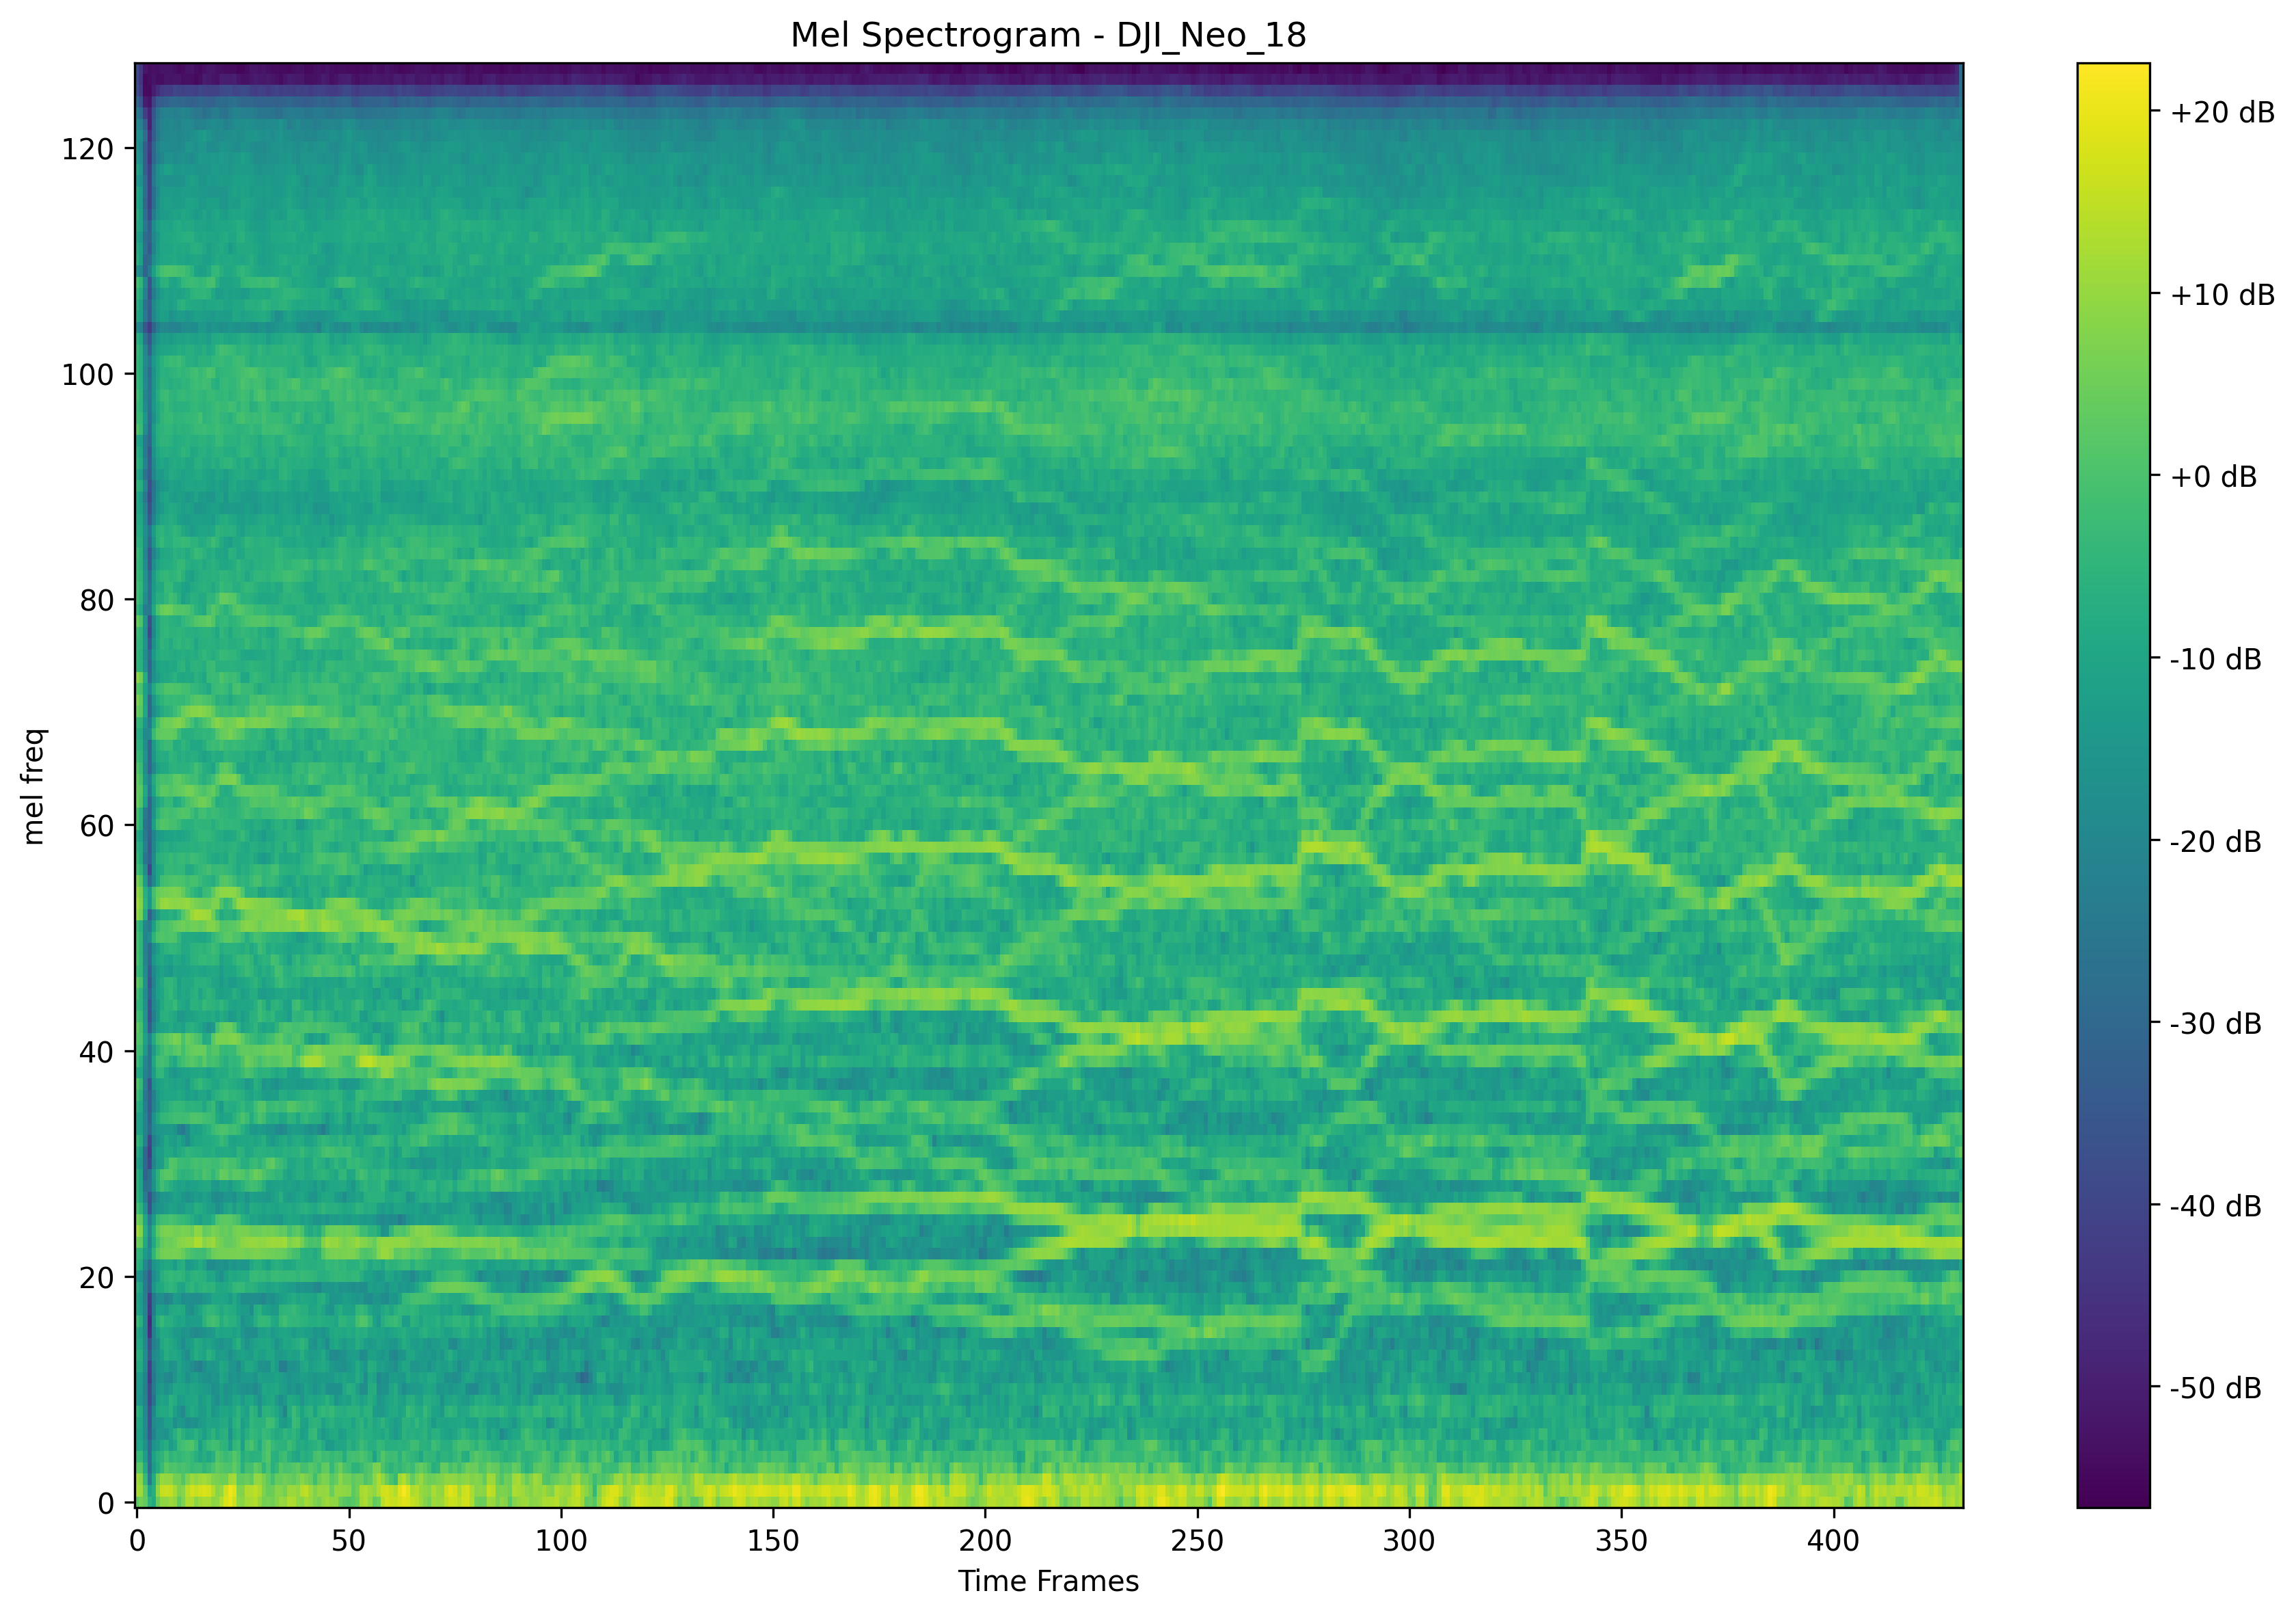 Mel Spectrogram - DJI_Neo_18
mel freq
120
100
80
60
40
20
0
0 50 100 150 200 250 300 350 400
Time Frames
+20 dB
+10 dB
+0 dB
-10 dB
-20 dB
-30 dB
-40 dB
-50 dB